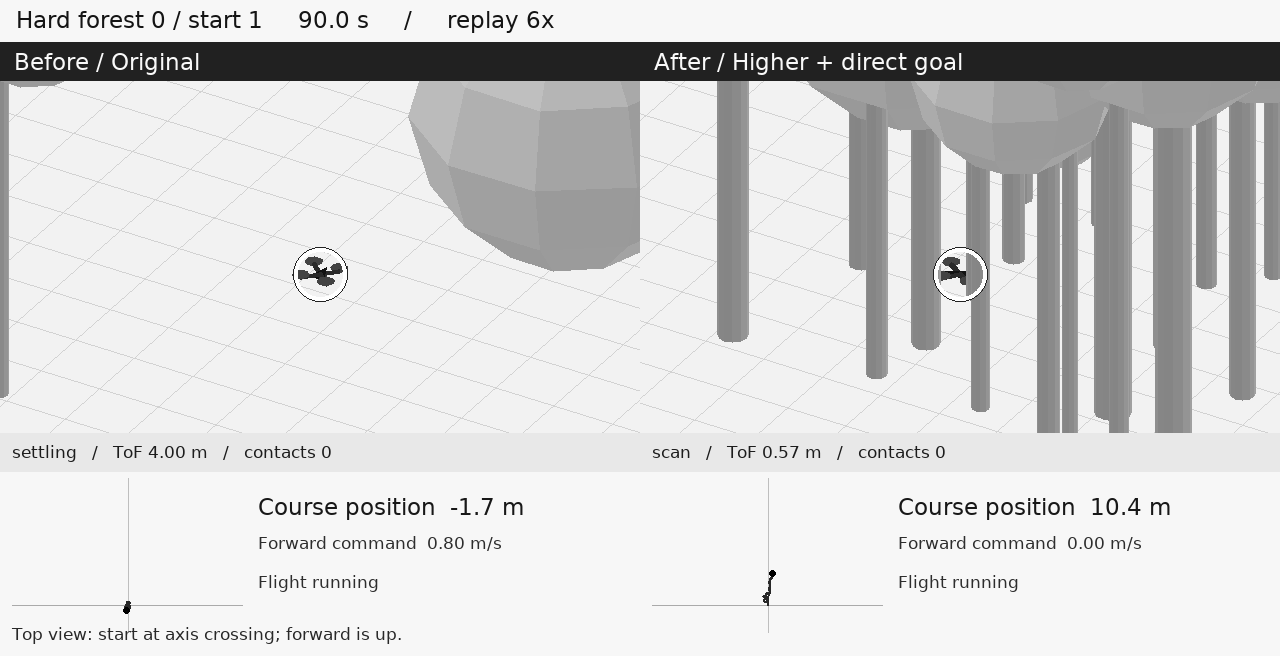 Hard forest 0 / start 1 90.0 s / replay 6x
Before / Original
After / Higher + direct goal
settling / ToF 4.00 m / contacts 0
scan / ToF 0.57 m / contacts 0
Course position -1.7 m
Forward command 0.80 m/s
Flight running
Course position 10.4 m
Forward command 0.00 m/s
Flight running
Top view: start at axis crossing; forward is up.